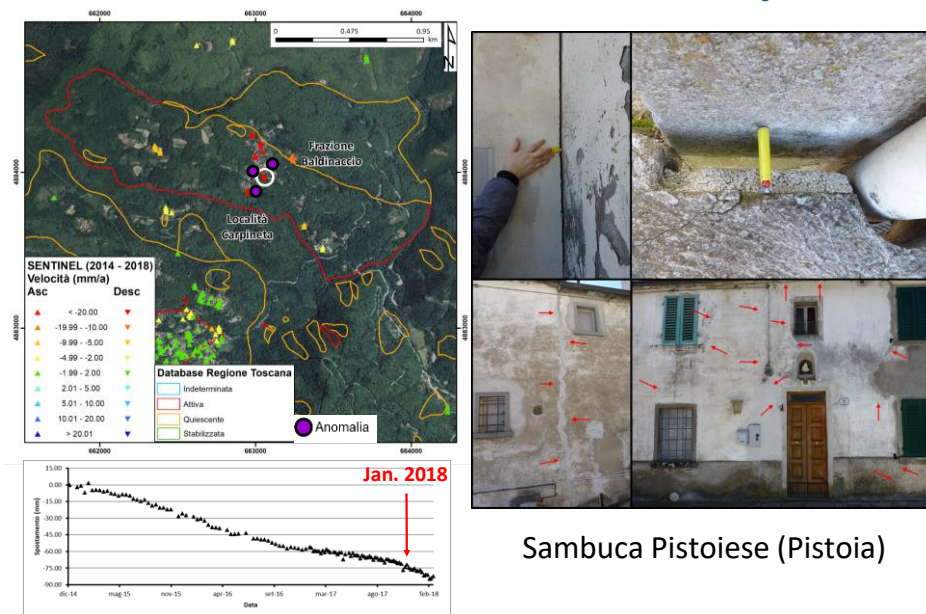 662000
663000
664000
0
0.475
0.95
km
N
4884000
4884000
Frazione
Baldinaccio
Località
Carpineta
4883000
4883000
SENTINEL (2014 - 2018)
Velocità (mm/a)
Asc
Desc
< -20.00
-19.99 - -10.00
-9.99 - -5.00
-4.99 - -2.00
-1.99 - 2.00
2.01 - 5.00
5.01 - 10.00
10.01 - 20.00
> 20.01
Database Regione Toscana
Indeterminata
Attiva
Quiescente
Stabilizzata
Anomalia
662000
663000
664000
Jan. 2018
Spostamento (mm)
15.00
0.00
-15.00
-30.00
-45.00
-60.00
-75.00
-90.00
dic-14
mag-15
nov-15
apr-16
set-16
mar-17
ago-17
feb-18
Data
Sambuca Pistoiese (Pistoia)